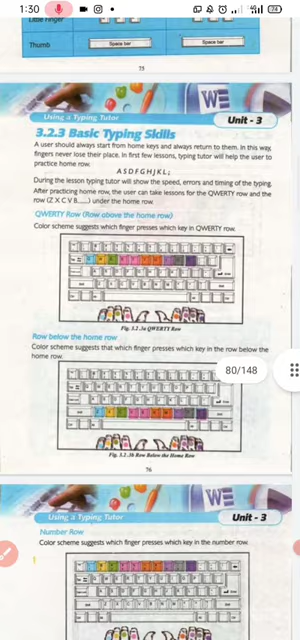 1:30
74
Little Finger
Thumb
Space bar
Space bar
75
W
Using a Typing Tutor
Unit - 3
3.2.3 Basic Typing Skills
A user should always start from home keys and always return to them. In this way,
fingers never lose their place. In first few lessons, typing tutor will help the user to
practice home row.
A S D F G H J K L ;
During the lesson typing tutor will show the speed, errors and timing of the typing.
After practicing home row, the user can take lessons for the QWERTY row and the
row (Z X C V B.......) under the home row.
QWERTY Row (Row above the home row)
Color scheme suggests which finger presses which key in QWERTY row.
Fig. 3.2 .3a QWERTY Row
Row below the home row
Color scheme suggests that which finger presses which key in the row below the
home row.
80/148
Fig. 3.2 .3b Row Below the Home Row
76
W
Using a Typing Tutor
Unit - 3
Number Row
Color scheme suggests which finger presses which key in the number row.